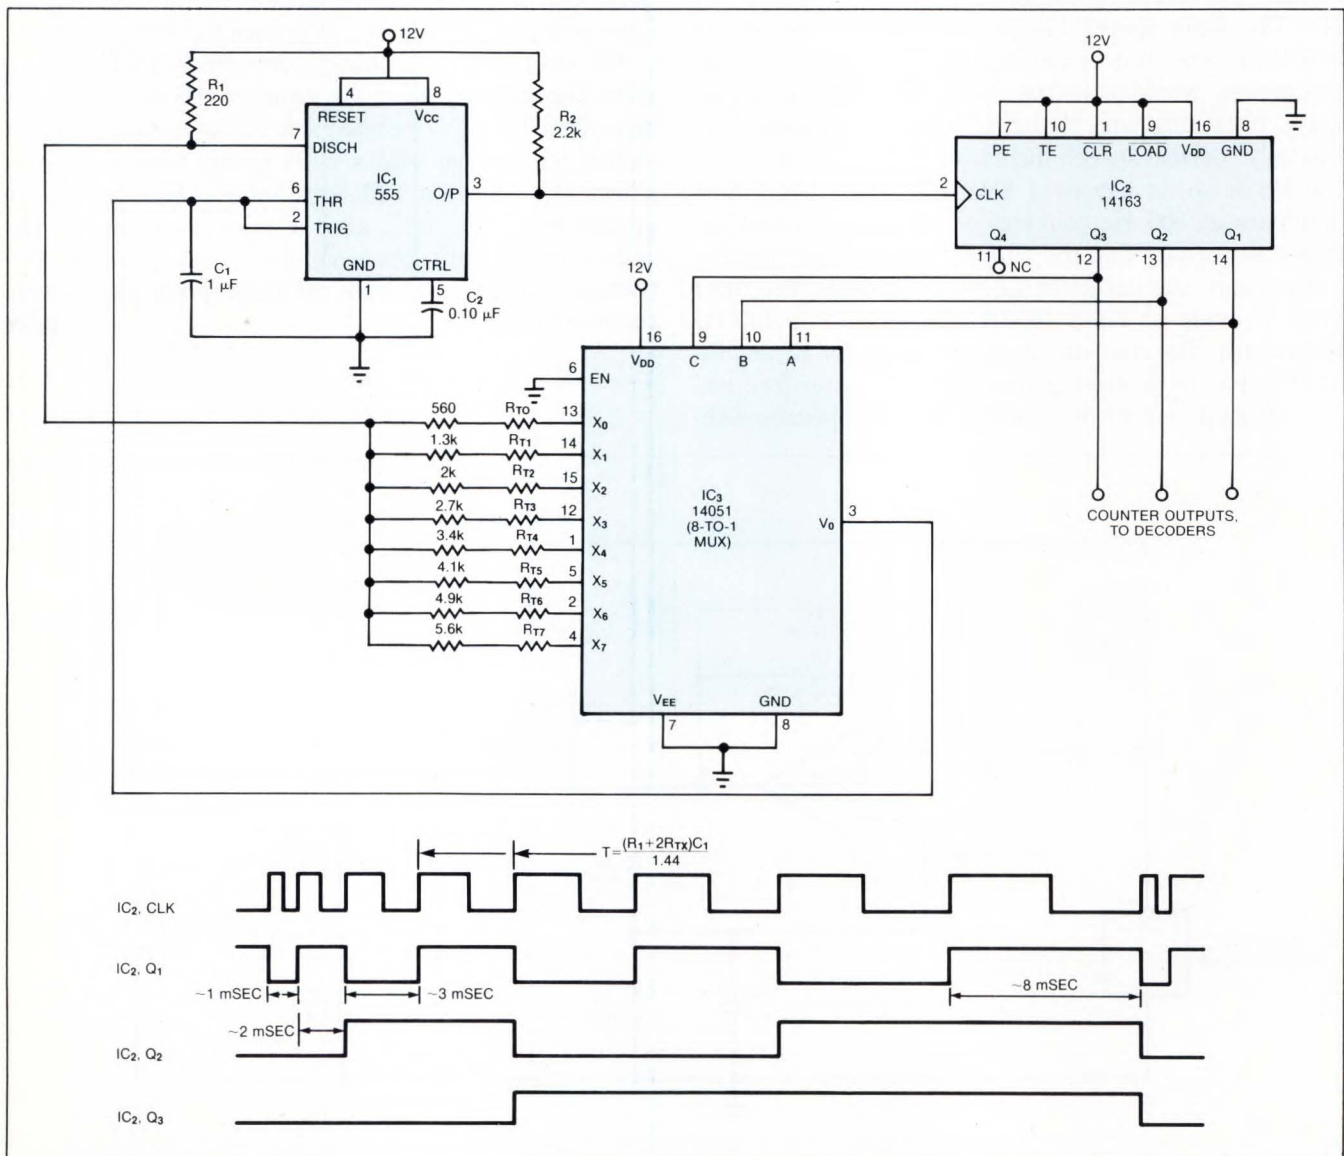 12V
R1
220
4
8
RESET
VCC
R2
2.2k
7
DISCH
IC1
555
6
THR
O/P
3
2
TRIG
C1
1 µF
GND
CTRL
1
5
C2
0.10 µF
12V
7
10
1
9
16
8
PE
TE
CLR
LOAD
VDD
GND
2
CLK
IC2
14163
Q4
Q3
Q2
Q1
11
NC
12
13
14
12V
16
9
10
11
VDD
C
B
A
6
EN
560
RTO
13
X0
1.3k
RT1
14
X1
2k
RT2
15
X2
2.7k
RT3
12
X3
3.4k
RT4
1
X4
4.1k
RT5
5
X5
4.9k
RT6
2
X6
5.6k
RT7
4
X7
IC3
14051
(8-TO-1
MUX)
V0
3
VEE
GND
7
8
COUNTER OUTPUTS,
TO DECODERS
T=(R1+2RTX)C1
1.44
IC2, CLK
IC2, Q1
~1 mSEC
~3 mSEC
~8 mSEC
~2 mSEC
IC2, Q2
IC2, Q3